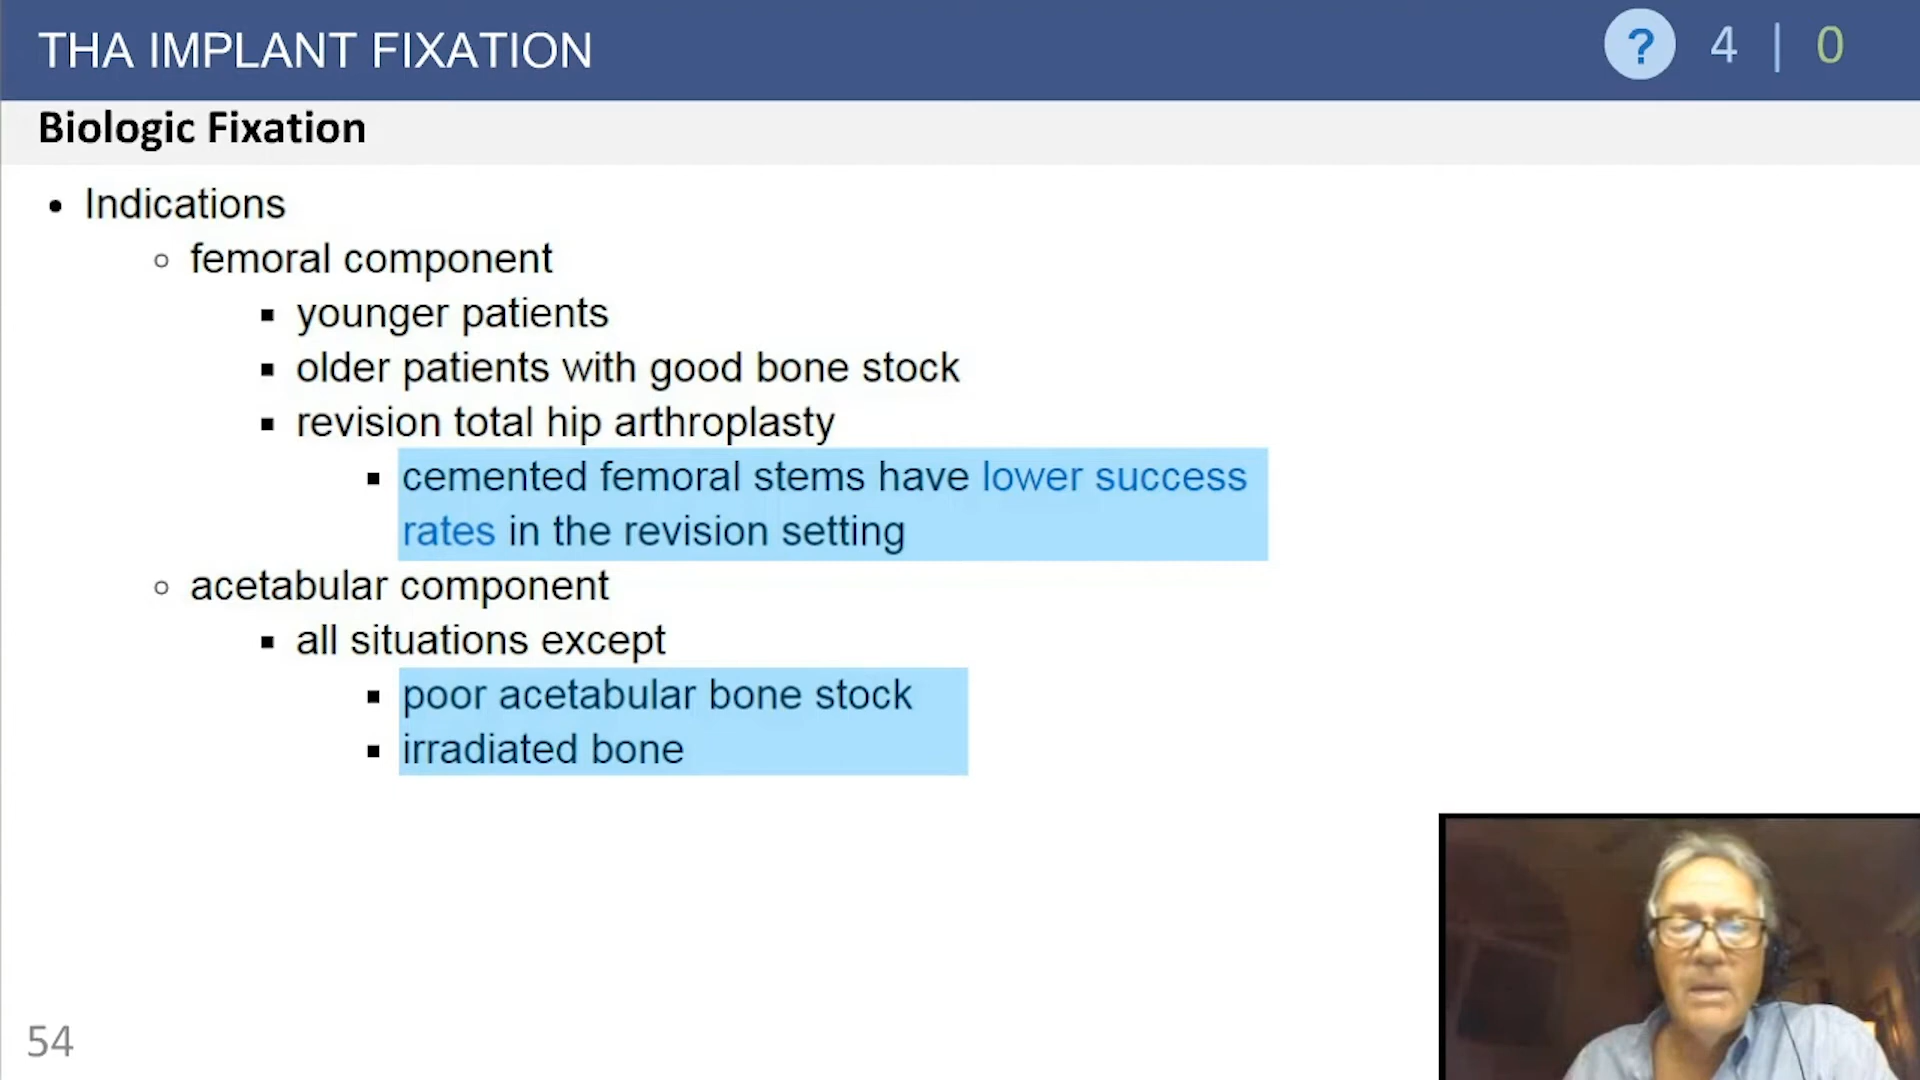 THA IMPLANT FIXATION
? 4 | 0
Biologic Fixation
• Indications
○ femoral component
▪ younger patients
▪ older patients with good bone stock
▪ revision total hip arthroplasty
▪ cemented femoral stems have lower success
rates in the revision setting
○ acetabular component
▪ all situations except
▪ poor acetabular bone stock
▪ irradiated bone
54